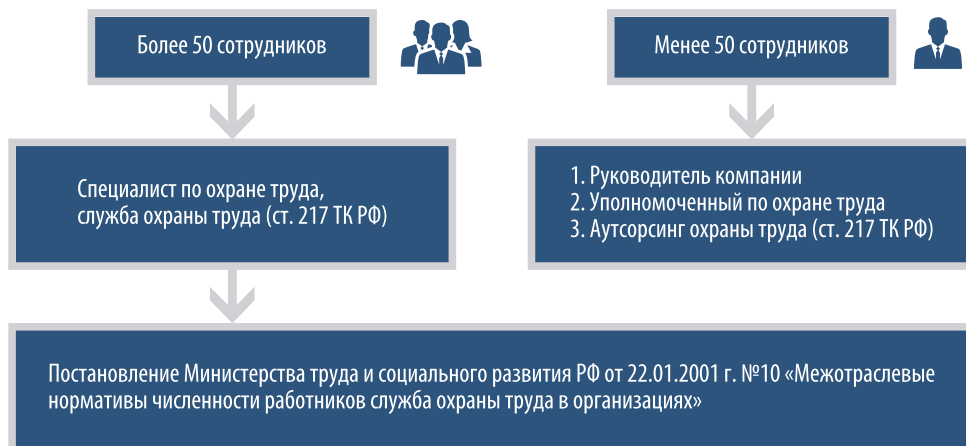 Более 50 сотрудников
Менее 50 сотрудников
Специалист по охране труда,
служба охраны труда (ст. 217 ТК РФ)
1. Руководитель компании
2. Уполномоченный по охране труда
3. Аутсорсинг охраны труда (ст. 217 ТК РФ)
Постановление Министерства труда и социального развития РФ от 22.01.2001 г. №10 «Межотраслевые
нормативы численности работников служба охраны труда в организациях»